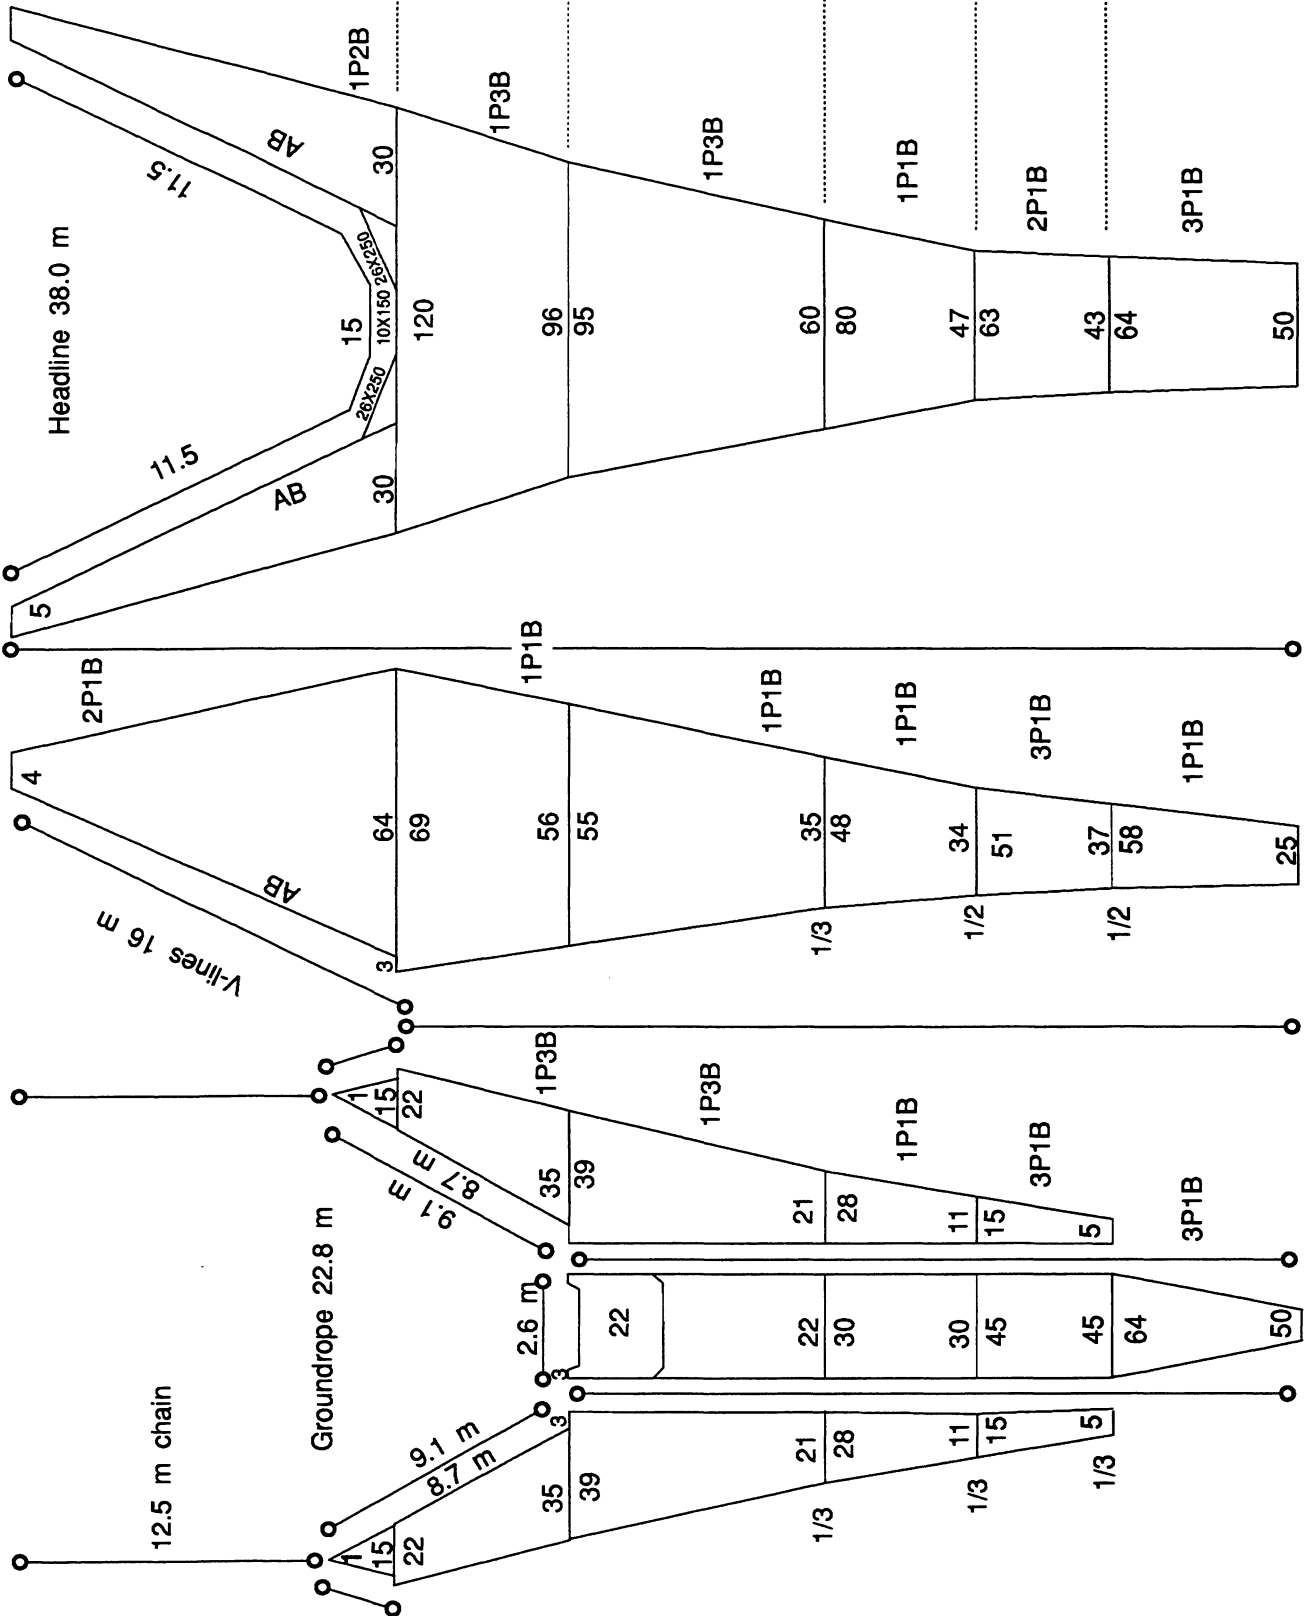 1P2B
1P3B
1P3B
1P1B
2P1B
3P1B
Headline 38.0 m
11.5
AB
30
26X250
15
10X150
26X250
120
11.5
AB
30
5
96
95
60
80
47
63
43
64
50
2P1B
1P1B
1P1B
1P1B
3P1B
1P1B
4
AB
V-lines 16 m
3
64
69
56
55
35
48
34
51
37
58
25
1/3
1/2
1/2
1P3B
1P3B
1P1B
3P1B
3P1B
1
15
22
8.7 m
9.1 m
35
39
21
28
11
15
5
Groundrope 22.8 m
2.6 m
3
22
22
30
30
45
45
64
50
12.5 m chain
9.1 m
8.7 m
3
1
15
22
35
39
21
28
11
15
5
1/3
1/3
1/3